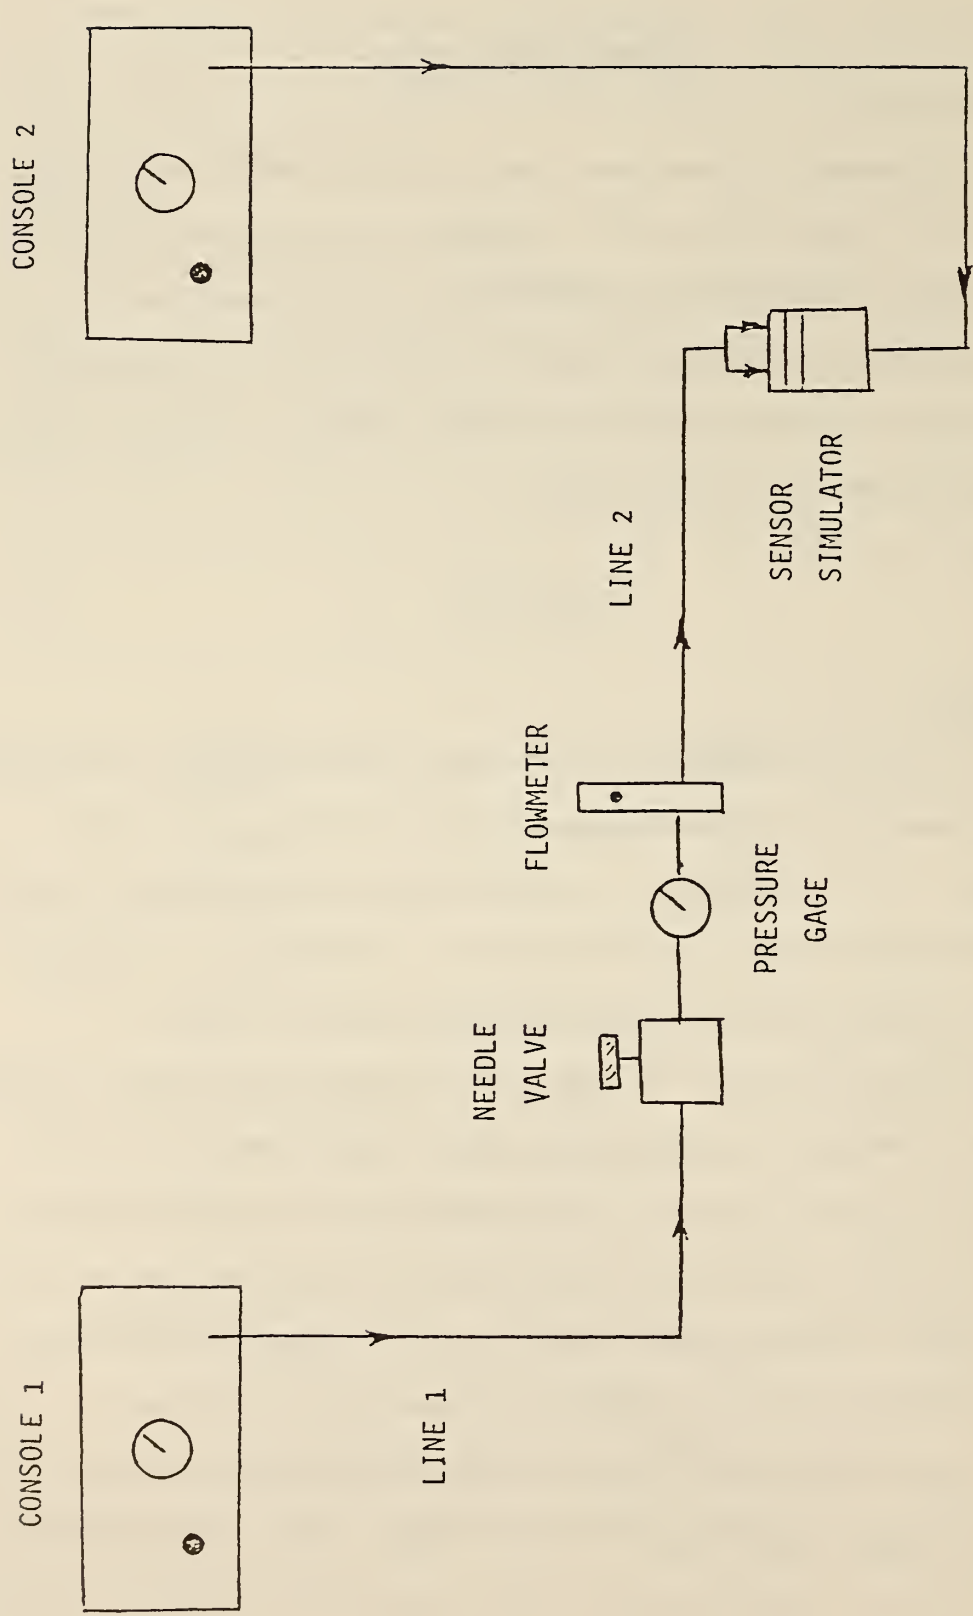 CONSOLE 1
CONSOLE 2
LINE 1
NEEDLE
VALVE
FLOWMETER
LINE 2
PRESSURE
GAGE
SENSOR
SIMULATOR